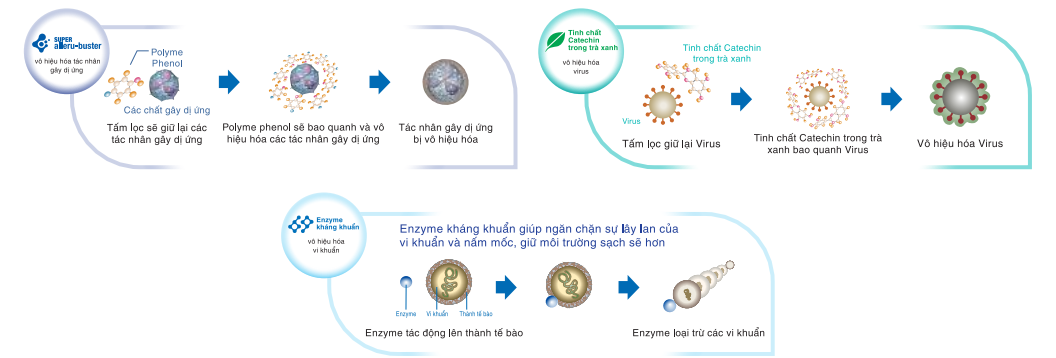 SUPER
alleru-buster
vô hiệu hóa tác nhân
gây dị ứng
Polyme
Phenol
Các chất gây dị ứng
Tấm lọc sẽ giữ lại các
tác nhân gây dị ứng
Polyme phenol sẽ bao quanh và vô
hiệu hóa các tác nhân gây dị ứng
Tác nhân gây dị ứng
bị vô hiệu hóa
Tinh chất
Catechin
trong trà xanh
vô hiệu hóa
virus
Tinh chất Catechin
trong trà xanh
Virus
Tấm lọc giữ lại Virus
Tinh chất Catechin trong trà
xanh bao quanh Virus
Vô hiệu hóa Virus
Enzyme
kháng khuẩn
vô hiệu hóa
vi khuẩn
Enzyme kháng khuẩn giúp ngăn chặn sự lây lan của
vi khuẩn và nấm mốc, giữ môi trường sạch sẽ hơn
Enzyme
Vi khuẩn
Thành tế bào
Enzyme tác động lên thành tế bào
Enzyme loại trừ các vi khuẩn